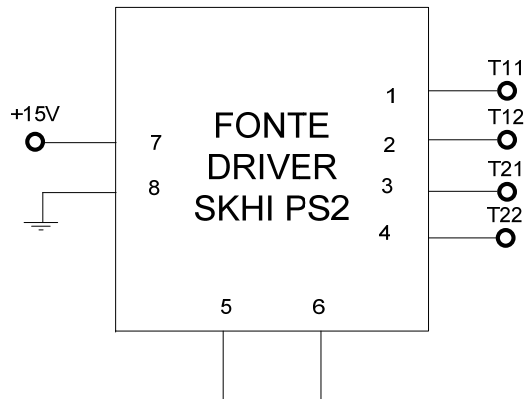 T11
+15V
1
T12
FONTE
7
2
DRIVER
T21
8
3
SKHI PS2
T22
4
5
6